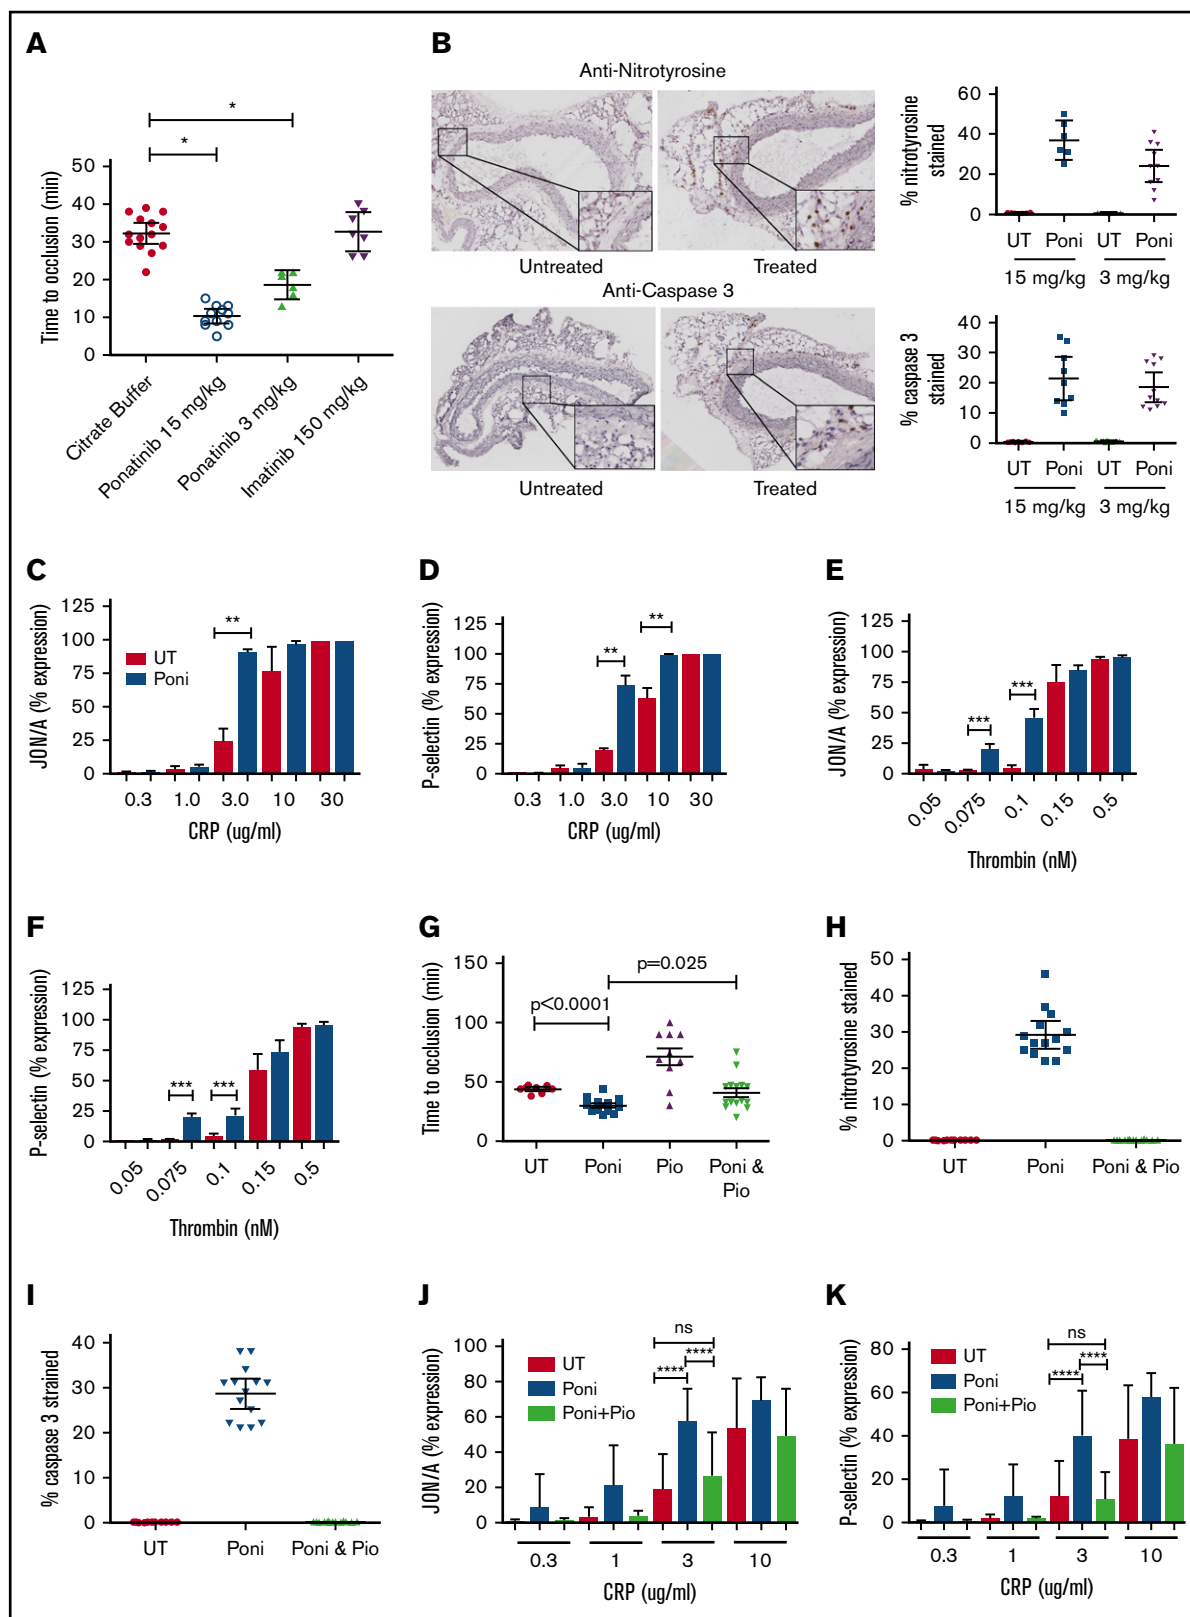 A
*
*
Time to occlusion (min)
50
40
30
20
10
0
Citrate Buffer
Ponatinib 15 mg/kg
Ponatinib 3 mg/kg
Imatinib 150 mg/kg
B
Anti-Nitrotyrosine
Untreated
Treated
Anti-Caspase 3
Untreated
Treated
% nitrotyrosine
stained
60
40
20
0
UT
Poni
UT
Poni
15 mg/kg
3 mg/kg
% caspase 3
stained
40
30
20
10
0
UT
Poni
UT
Poni
15 mg/kg
3 mg/kg
C
JON/A (% expression)
125
100
75
50
25
0
UT
Poni
**
0.3
1.0
3.0
10
30
CRP (ug/ml)
D
P-selectin (% expression)
125
100
75
50
25
0
**
**
0.3
1.0
3.0
10
30
CRP (ug/ml)
E
JON/A (% expression)
125
100
75
50
25
0
***
***
0.05
0.075
0.1
0.15
0.5
Thrombin (nM)
F
P-selectin (% expression)
125
100
75
50
25
0
***
***
0.05
0.075
0.1
0.15
0.5
Thrombin (nM)
G
Time to occlusion (min)
150
100
50
0
p=0.025
p<0.0001
UT
Poni
Pio
Poni &
Pio
H
% nitrotyrosine stained
50
40
30
20
10
0
UT
Poni
Poni & Pio
I
% caspase 3 strained
40
30
20
10
0
UT
Poni
Poni & Pio
J
JON/A (% expression)
100
80
60
40
20
0
UT
Poni
Poni+Pio
ns
****
****
0.3
1
3
10
CRP (ug/ml)
K
P-selectin (% expression)
80
60
40
20
0
UT
Poni
Poni+Pio
ns
****
****
0.3
1
3
10
CRP (ug/ml)